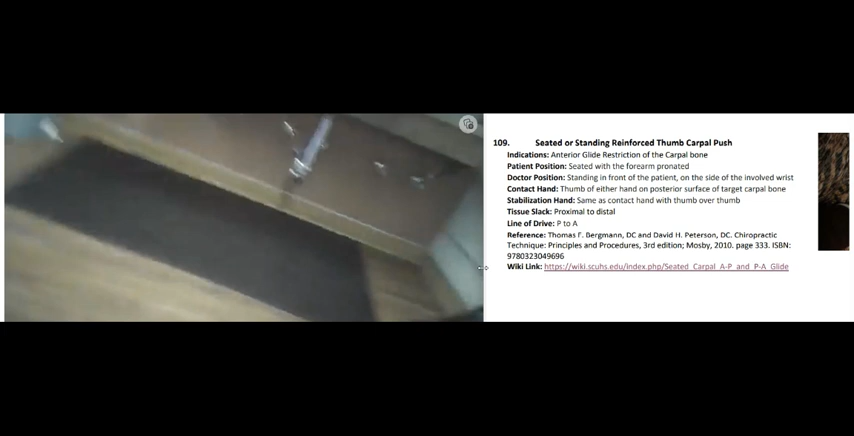 109. Seated or Standing Reinforced Thumb Carpal Push
Indications: Anterior Glide Restriction of the Carpal bone
Patient Position: Seated with the forearm pronated
Doctor Position: Standing in front of the patient, on the side of the involved wrist
Contact Hand: Thumb of either hand on posterior surface of target carpal bone
Stabilization Hand: Same as contact hand with thumb over thumb
Tissue Slack: Proximal to distal
Line of Drive: P to A
Reference: Thomas F. Bergmann, DC and David H. Peterson, DC. Chiropractic
Technique: Principles and Procedures, 3rd edition; Mosby, 2010. page 333. ISBN:
9780323049696
Wiki Link: https://wiki.scuhs.edu/index.php/Seated_Carpal_A-P_and_P-A_Glide